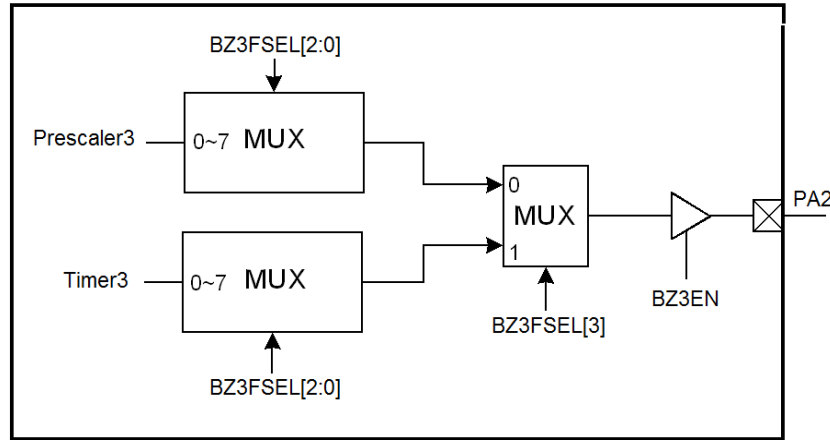 BZ3FSEL[2:0]
Prescaler3
0~7 MUX
0
MUX
1
PA2
Timer3
0~7 MUX
BZ3EN
BZ3FSEL[3]
BZ3FSEL[2:0]